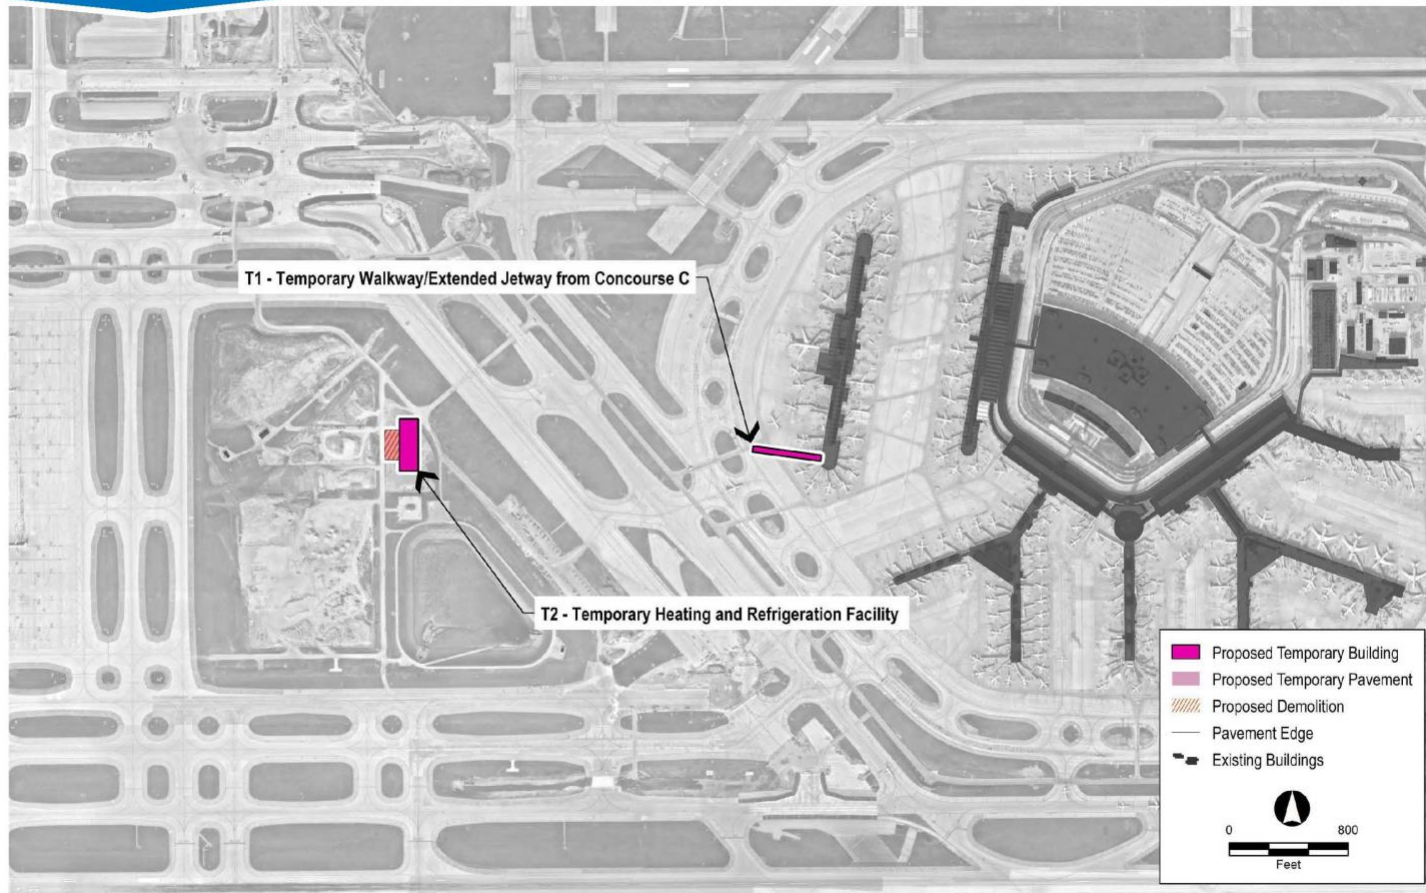 T1 - Temporary Walkway/Extended Jetway from Concourse C
T2 - Temporary Heating and Refrigeration Facility
Proposed Temporary Building
Proposed Temporary Pavement
Proposed Demolition
Pavement Edge
Existing Buildings
0 800
Feet